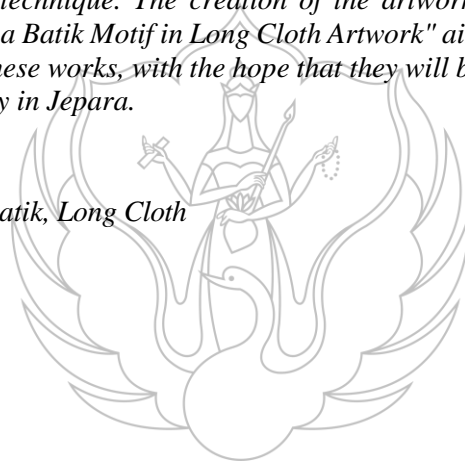 technique. The creation of the artwork
a Batik Motif in Long Cloth Artwork" ai
hese works, with the hope that they will b
y in Jepara.
atik, Long Cloth